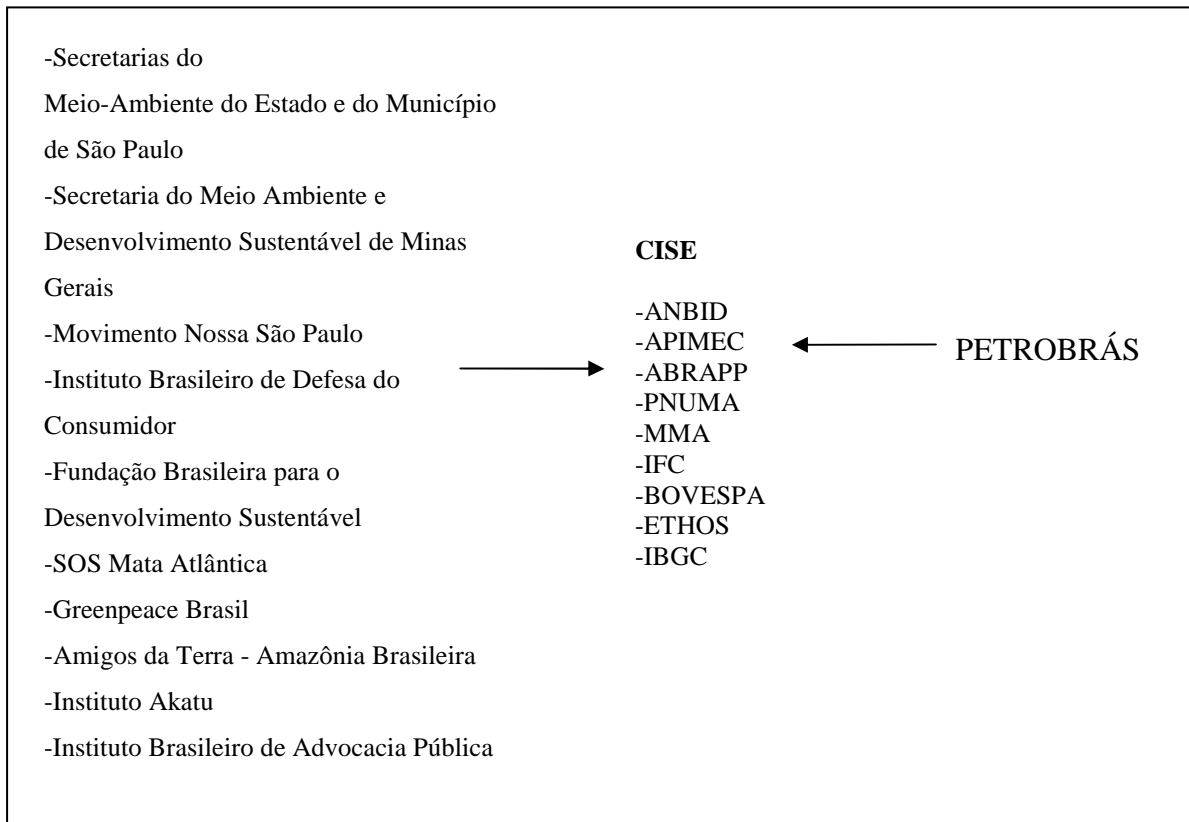 -Secretarias do
Meio-Ambiente do Estado e do Município
de São Paulo
-Secretaria do Meio Ambiente e
Desenvolvimento Sustentável de Minas
Gerais
-Movimento Nossa São Paulo
-Instituto Brasileiro de Defesa do
Consumidor
-Fundação Brasileira para o
Desenvolvimento Sustentável
-SOS Mata Atlântica
-Greenpeace Brasil
-Amigos da Terra - Amazônia Brasileira
-Instituto Akatu
-Instituto Brasileiro de Advocacia Pública
CISE
-ANBID
-APIMEC
-ABRAPP
-PNUMA
-MMA
-IFC
-BOVESPA
-ETHOS
-IBGC
PETROBRÁS